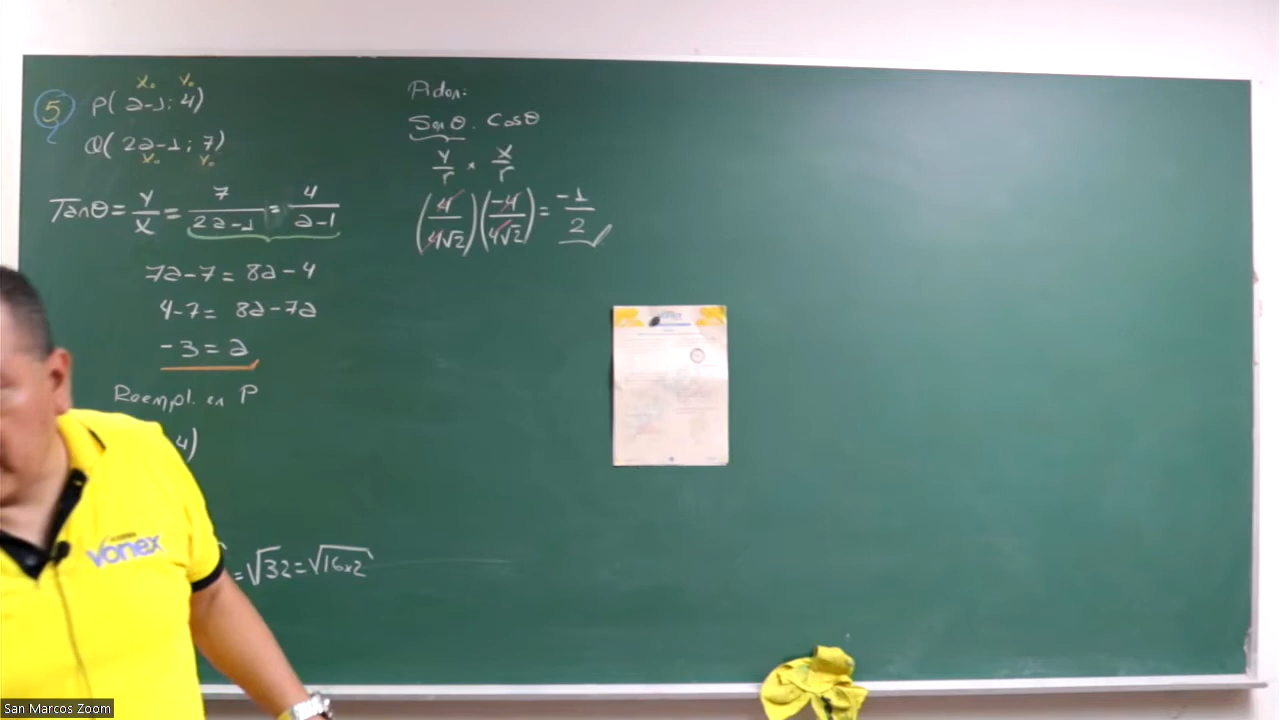 5
X₀ Y₀
P( a-1; 4)
Q( 2a-1; 7)
X₀ Y₀
Tanθ = Y/X = 7/(2a-1) = 4/(a-1)
7a-7 = 8a-4
4-7 = 8a-7a
-3 = a
Reempl. en P
4)
= √32 = √16x2
Piden:
Senθ . Cosθ
Y/r x X/r
(4/4√2)(-4/4√2) = -1/2
Vonex
San Marcos Zoom